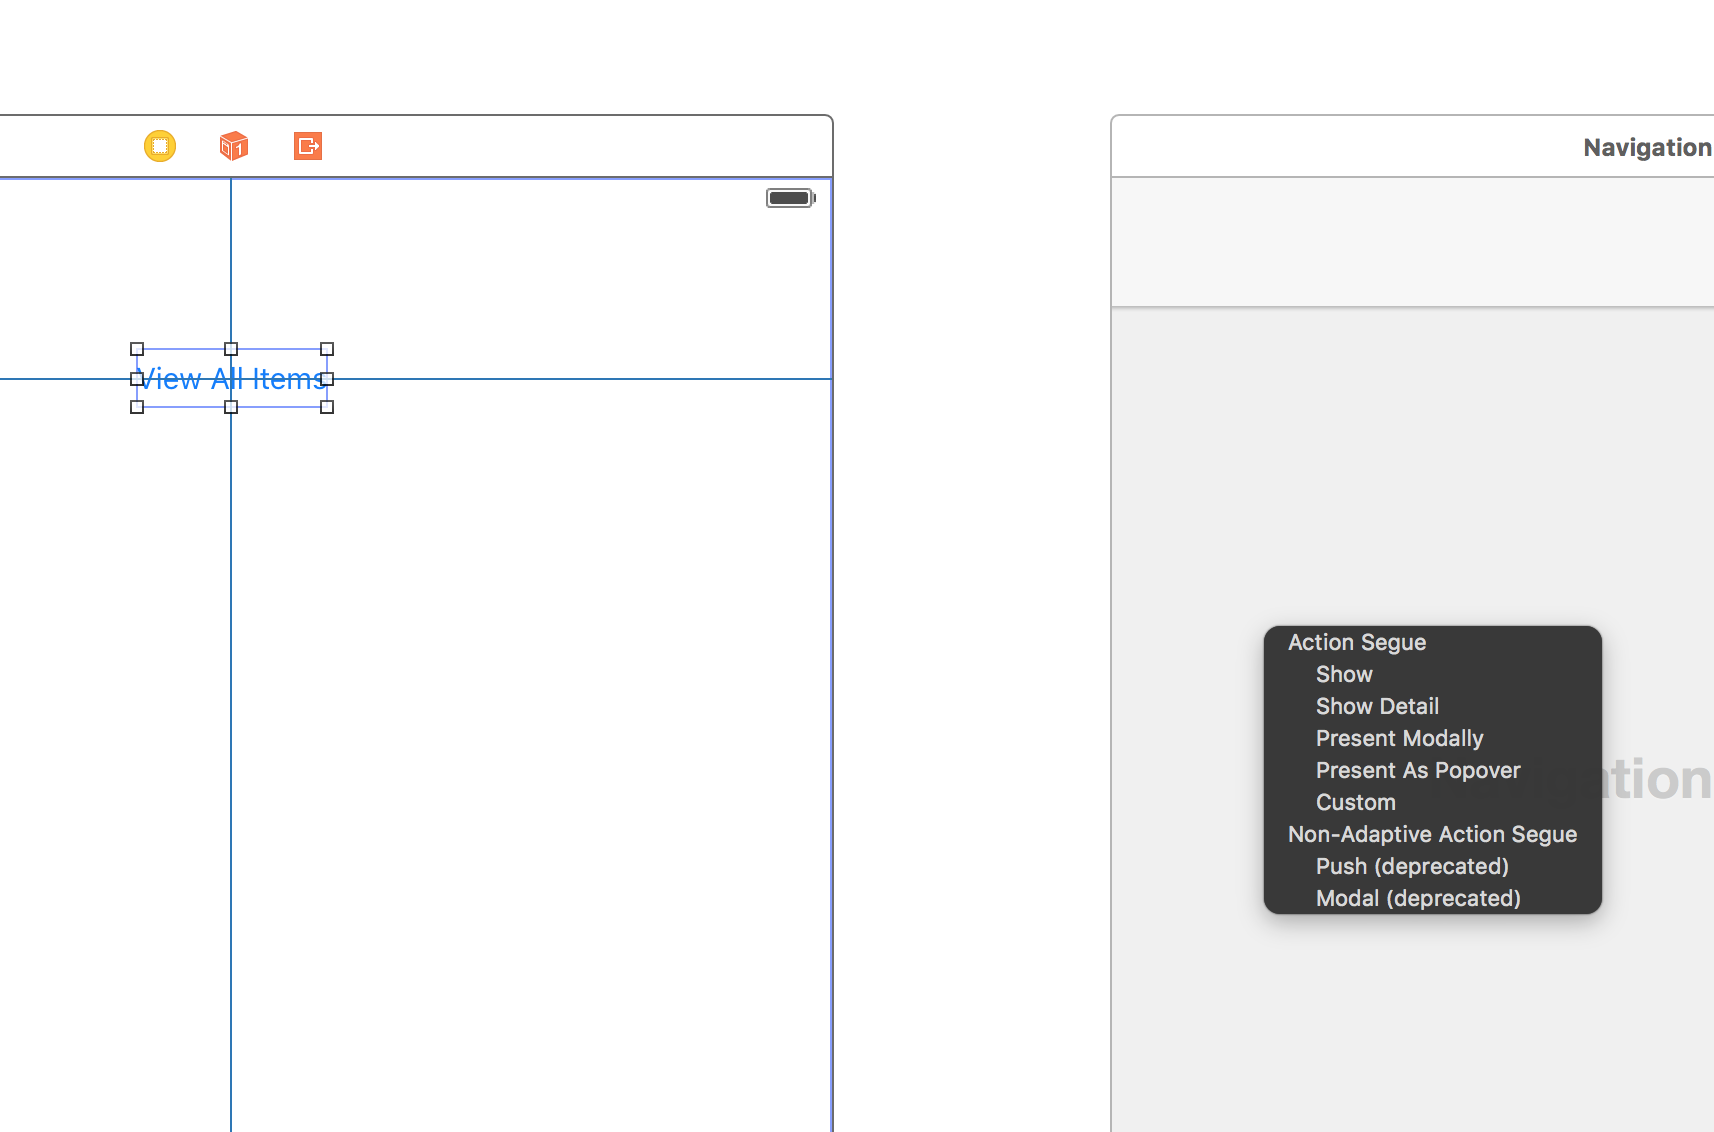 Navigation
View All Items
Action Segue
Show
Show Detail
Present Modally
Present As Popover
Custom
Non-Adaptive Action Segue
Push (deprecated)
Modal (deprecated)